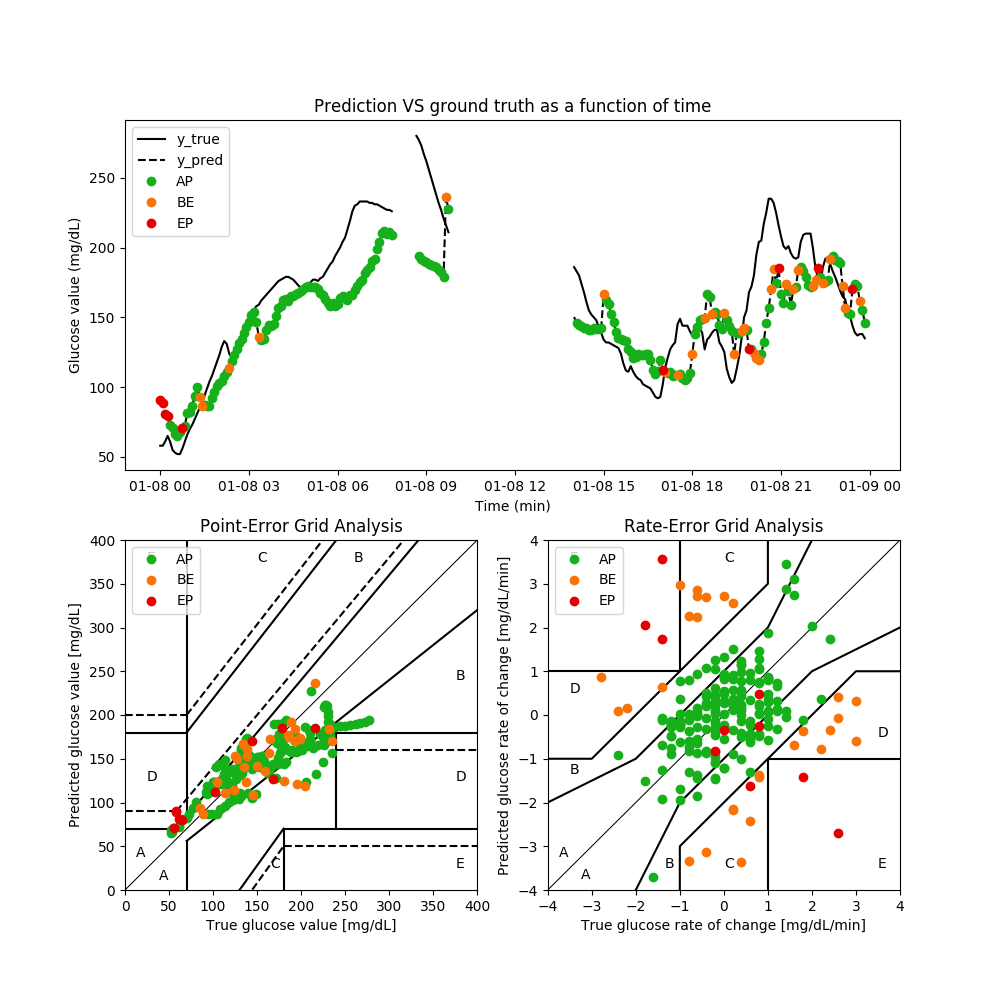 Prediction VS ground truth as a function of time
y_true
y_pred
AP
BE
EP
Glucose value (mg/dL)
250
200
150
100
50
01-08 00 01-08 03 01-08 06 01-08 09 01-08 12 01-08 15 01-08 18 01-08 21 01-09 00
Time (min)
Point-Error Grid Analysis
AP
BE
EP
C
B
B
D
D
A
A
C
E
Predicted glucose value [mg/dL]
400
350
300
250
200
150
100
50
0
0 50 100 150 200 250 300 350 400
True glucose value [mg/dL]
Rate-Error Grid Analysis
AP
BE
EP
C
D
D
B
A
A
B
C
E
Predicted glucose rate of change [mg/dL/min]
4
3
2
1
0
−1
−2
−3
−4
−4 −3 −2 −1 0 1 2 3 4
True glucose rate of change [mg/dL/min]